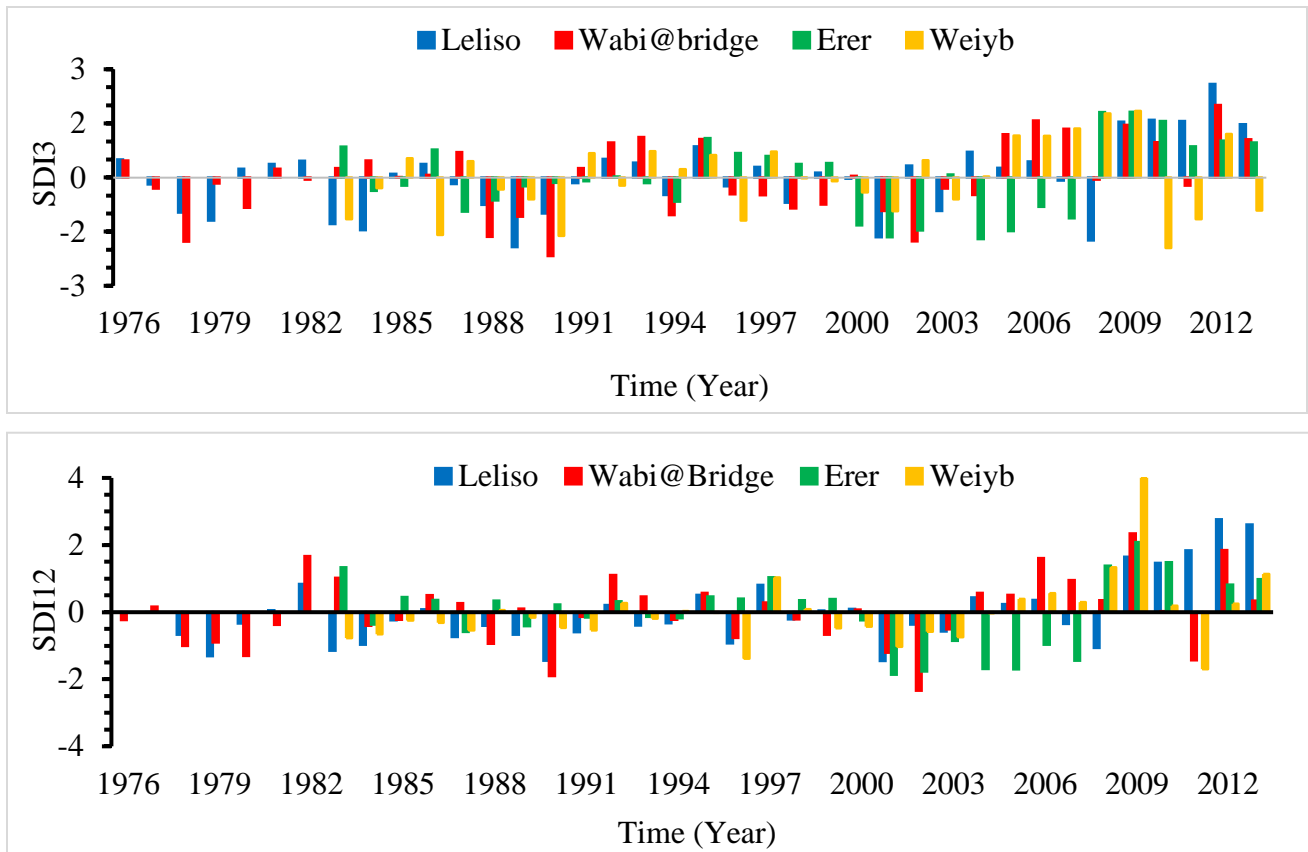 Leliso Wabi@bridge Erer Weiyb
3
2
0
-2
-3
SDI3
1976 1979 1982 1985 1988 1991 1994 1997 2000 2003 2006 2009 2012
Time (Year)
Leliso Wabi@Bridge Erer Weiyb
4
2
0
-2
-4
SDI12
1976 1979 1982 1985 1988 1991 1994 1997 2000 2003 2006 2009 2012
Time (Year)